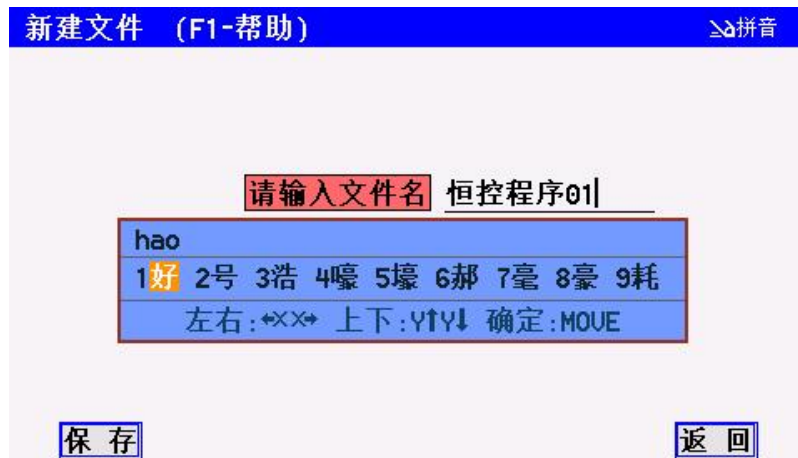 新建文件 (F1-帮助) 拼音
请输入文件名 恒控程序01
hao
1好 2号 3浩 4嚎 5壕 6郝 7毫 8豪 9耗
左右:←XX→ 上下:Y↑Y↓ 确定:MOVE
保 存 返 回